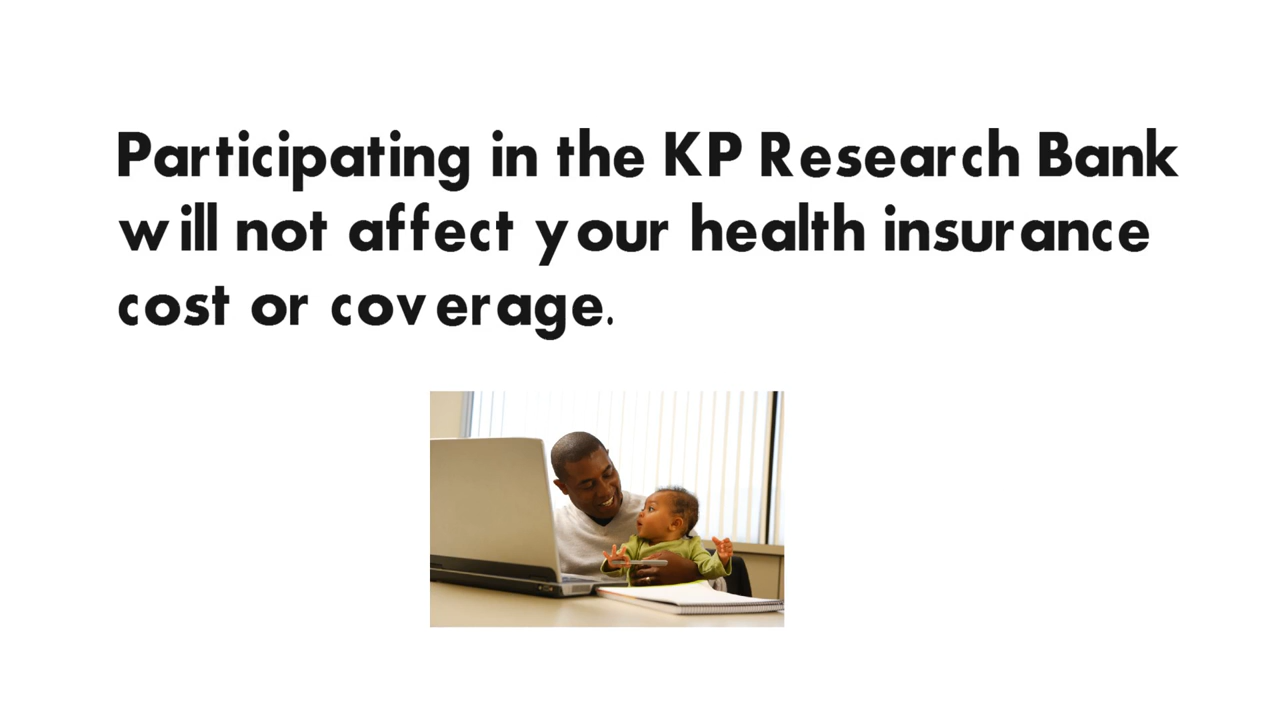 Participating in the KP Research Bank
will not affect your health insurance
cost or coverage.